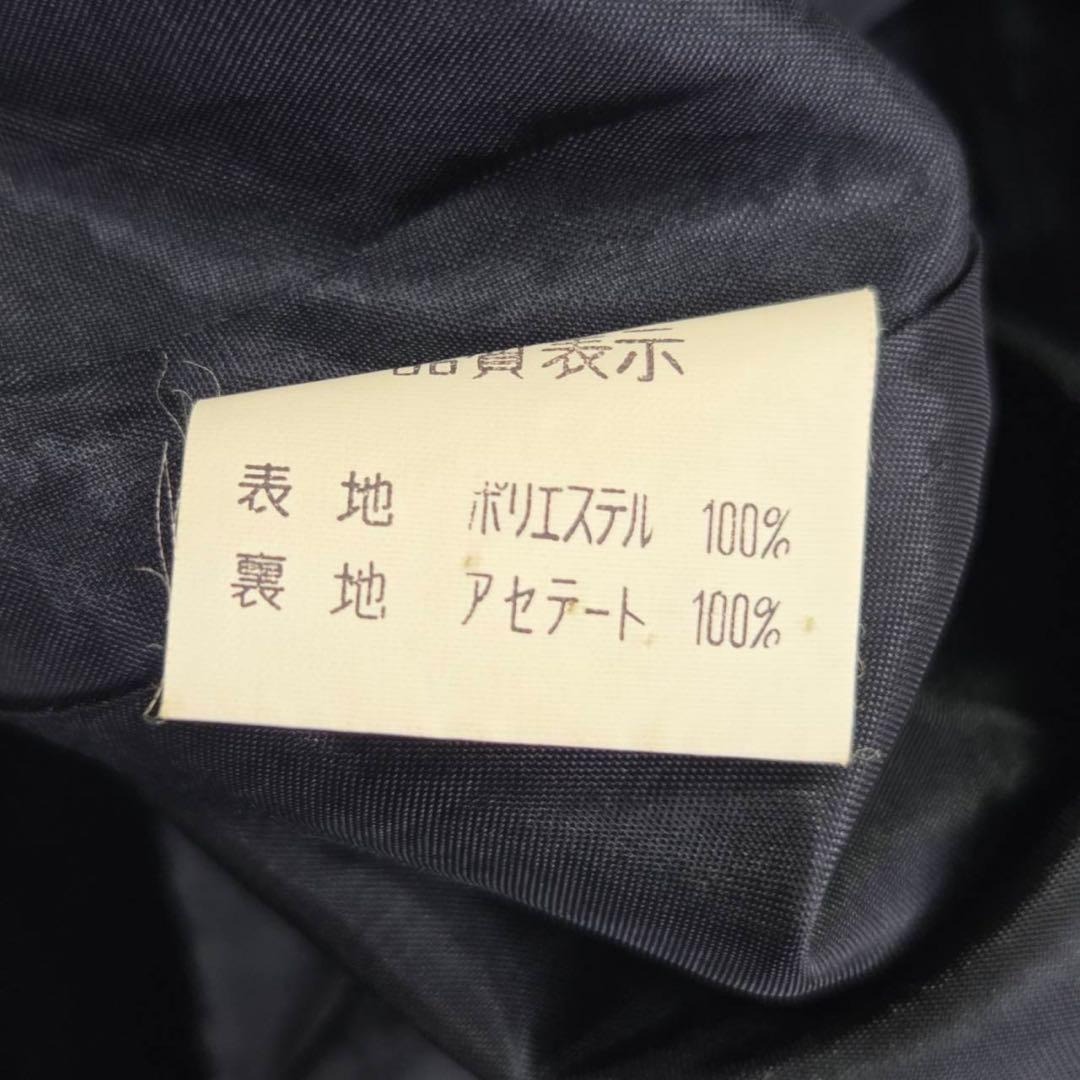 品質表示
表地 ポリエステル 100%
裏地 アセテート 100%